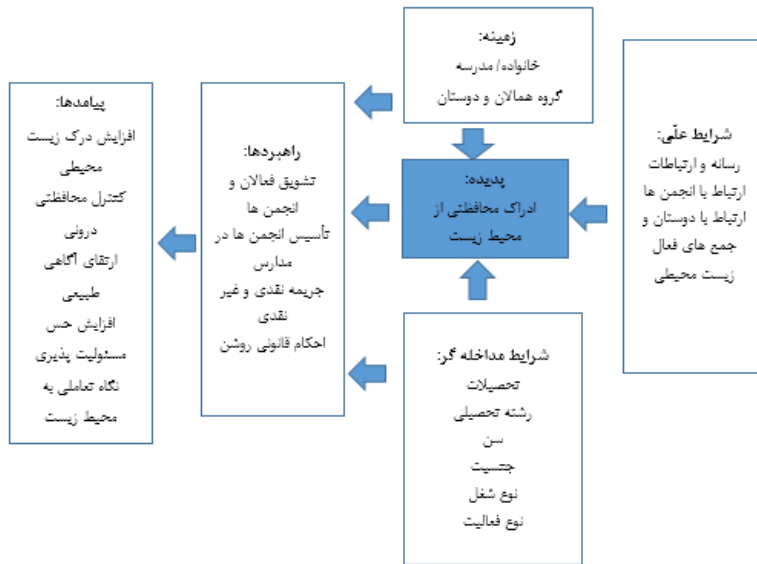 شرایط علّی:
رسانه و ارتباطات
ارتباط با انجمن ها
ارتباط با دوستان و
جمع های فعال
زیست محیطی
زمینه:
خانواده/ مدرسه
گروه همالان و دوستان
پدیده:
ادراک محافظتی از
محیط زیست
شرایط مداخله گر:
تحصیلات
رشته تحصیلی
سن
جنسیت
نوع شغل
نوع فعالیت
راهبردها:
تشویق فعالان و
انجمن ها
تأسیس انجمن ها در
مدارس
جریمه نقدی و غیر
نقدی
احکام قانونی روشن
پیامدها:
افزایش درک زیست
محیطی
کنترل محافظتی
درونی
ارتقای آگاهی
طبیعی
افزایش حس
مسئولیت پذیری
نگاه تعاملی به
محیط زیست